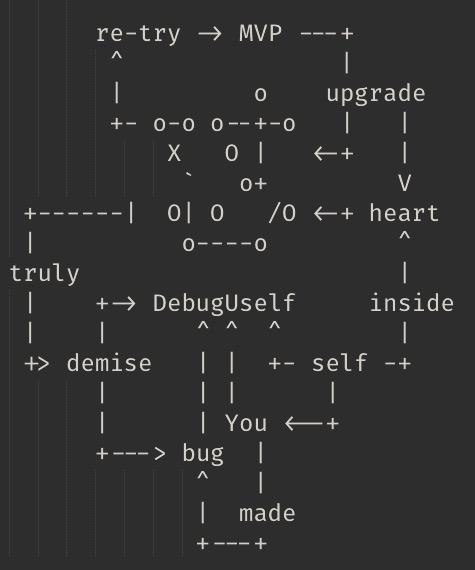 re-try -> MVP ---+
^ |
| o upgrade
+- o-o o--+-o | |
X O | <-+ |
` o+ V
+------| O| O /O <-+ heart
| o----o ^
truly |
| +-> DebugUself inside
| | ^ ^ ^ |
+> demise | | +- self -+
| | | |
| | You <--+
+---> bug |
^ |
| made
+---+